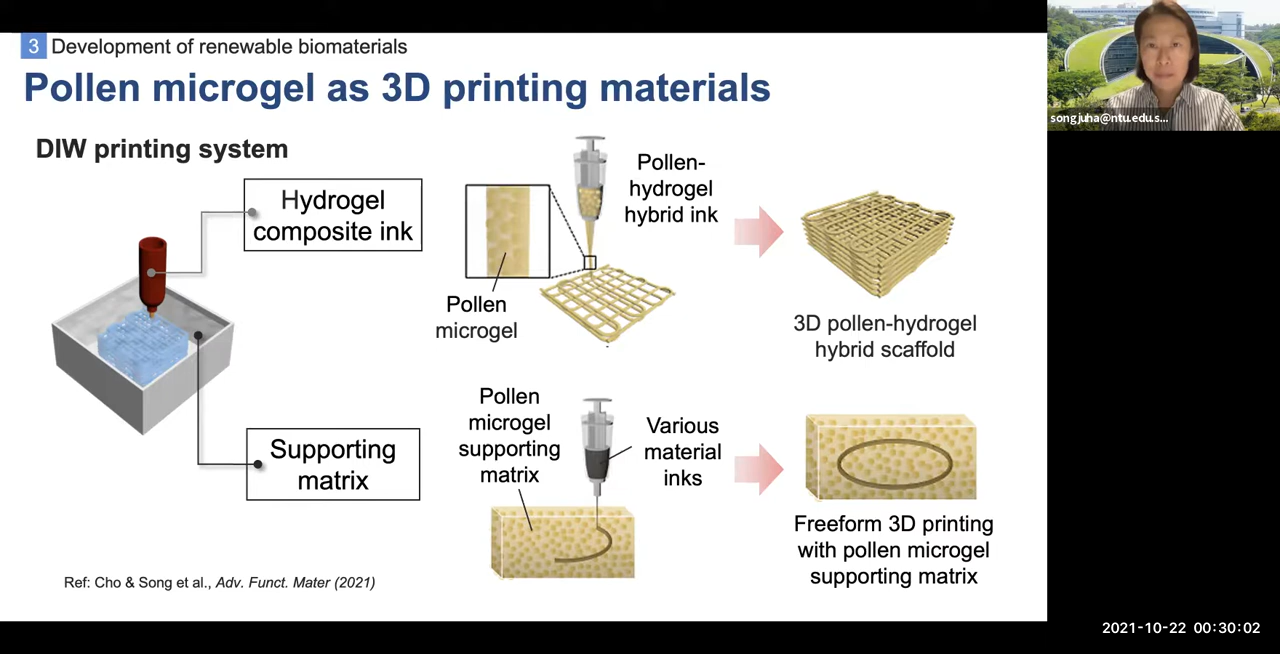 3 Development of renewable biomaterials
Pollen microgel as 3D printing materials
DIW printing system
Hydrogel
composite ink
Supporting
matrix
Pollen
microgel
Pollen-
hydrogel
hybrid ink
3D pollen-hydrogel
hybrid scaffold
Pollen
microgel
supporting
matrix
Various
material
inks
Freeform 3D printing
with pollen microgel
supporting matrix
Ref: Cho & Song et al., Adv. Funct. Mater (2021)
songjuha@ntu.edu.s...
2021-10-22 00:30:02